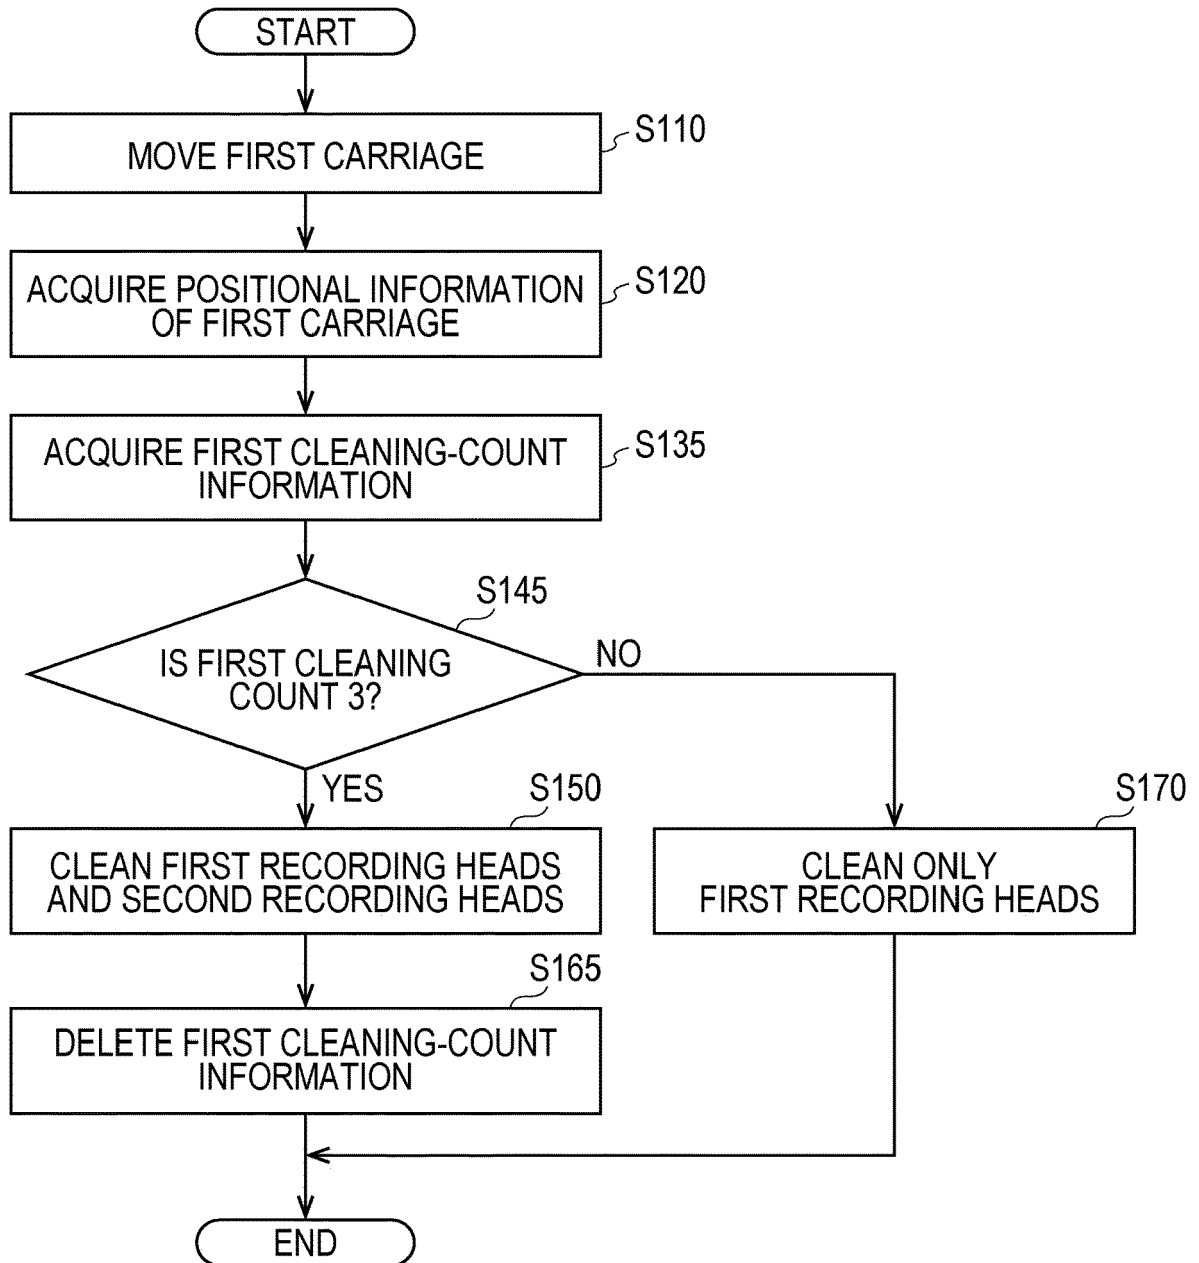 START
MOVE FIRST CARRIAGE
S110
ACQUIRE POSITIONAL INFORMATION
OF FIRST CARRIAGE
S120
ACQUIRE FIRST CLEANING-COUNT
INFORMATION
S135
S145
IS FIRST CLEANING
COUNT 3?
NO
YES
S150
CLEAN FIRST RECORDING HEADS
AND SECOND RECORDING HEADS
S170
CLEAN ONLY
FIRST RECORDING HEADS
S165
DELETE FIRST CLEANING-COUNT
INFORMATION
END